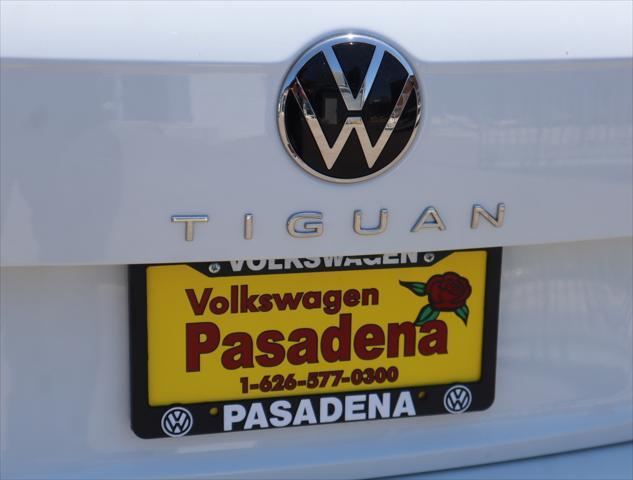 TIGUAN
VOLKSWAGEN
Volkswagen
Pasadena
1-626-577-0300
PASADENA